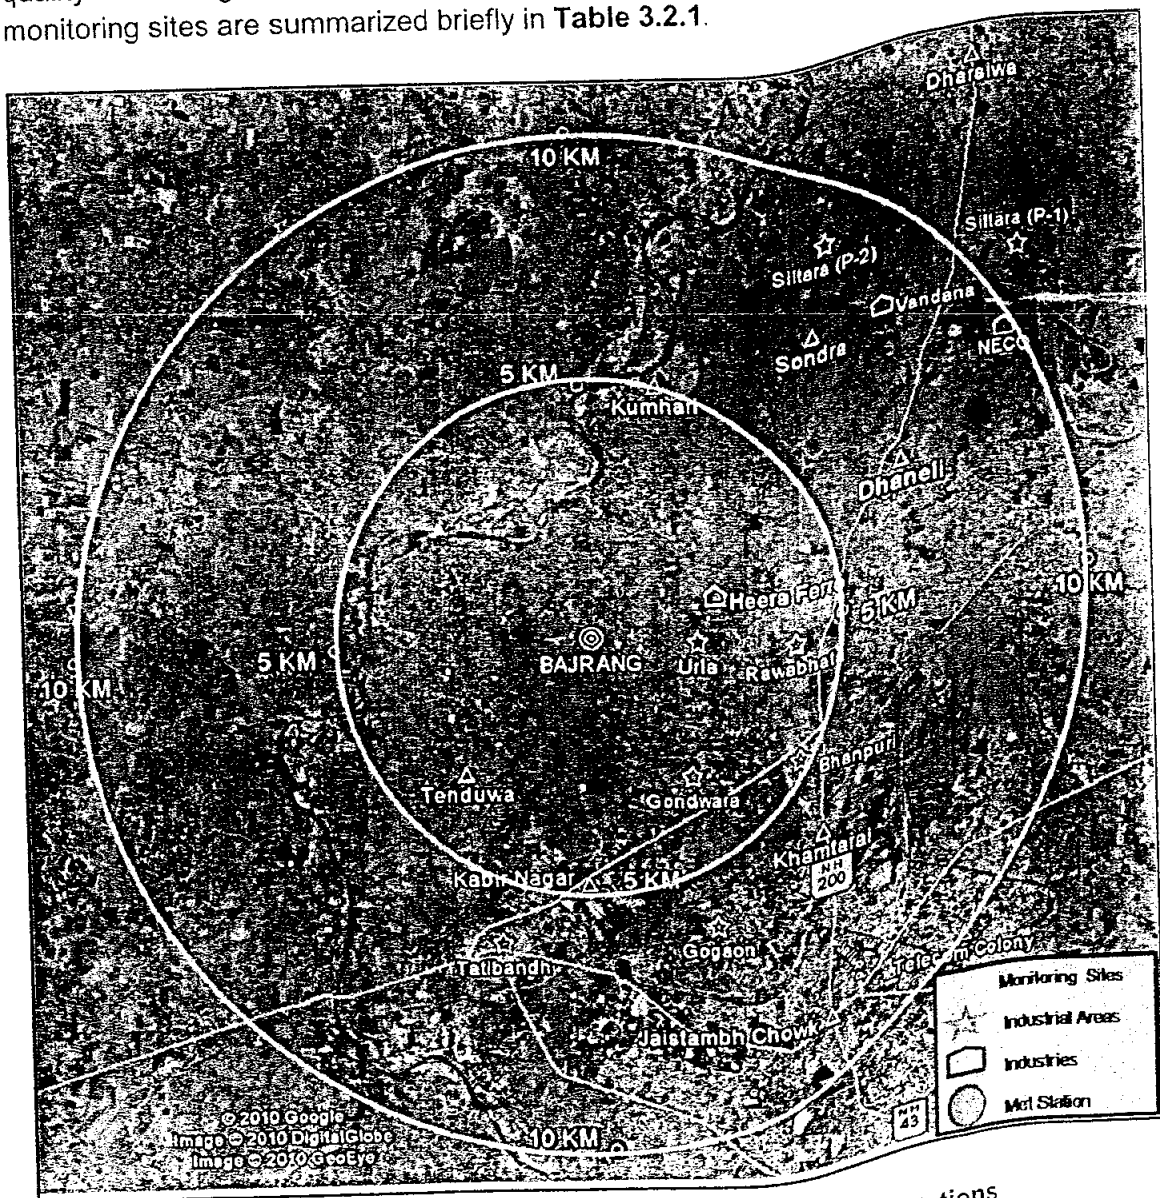 monitoring sites are summarized briefly in Table 3.2.1.
Dharsiwa
10 KM
Siltara (P-1)
Siltara (P-2)
Vandana
NECO
Sondra
5 KM
Kumhari
Dhaneli
10 KM
Heera Ferr
5 KM
BAJRANG
Urla
Rawabhat
5 KM
10 KM
Bhanpuri
Tenduwa
Gondwara
Khamtarai
NH
200
Kabir Nagar
5 KM
Gogaon
Tatibandh
Telecom Colony
Jaistambh Chowk
Monitoring Sites
Industrial Areas
Industries
Met Station
NH
43
© 2010 Google
Image © 2010 DigitalGlobe
Image © 2010 GeoEye
10 KM